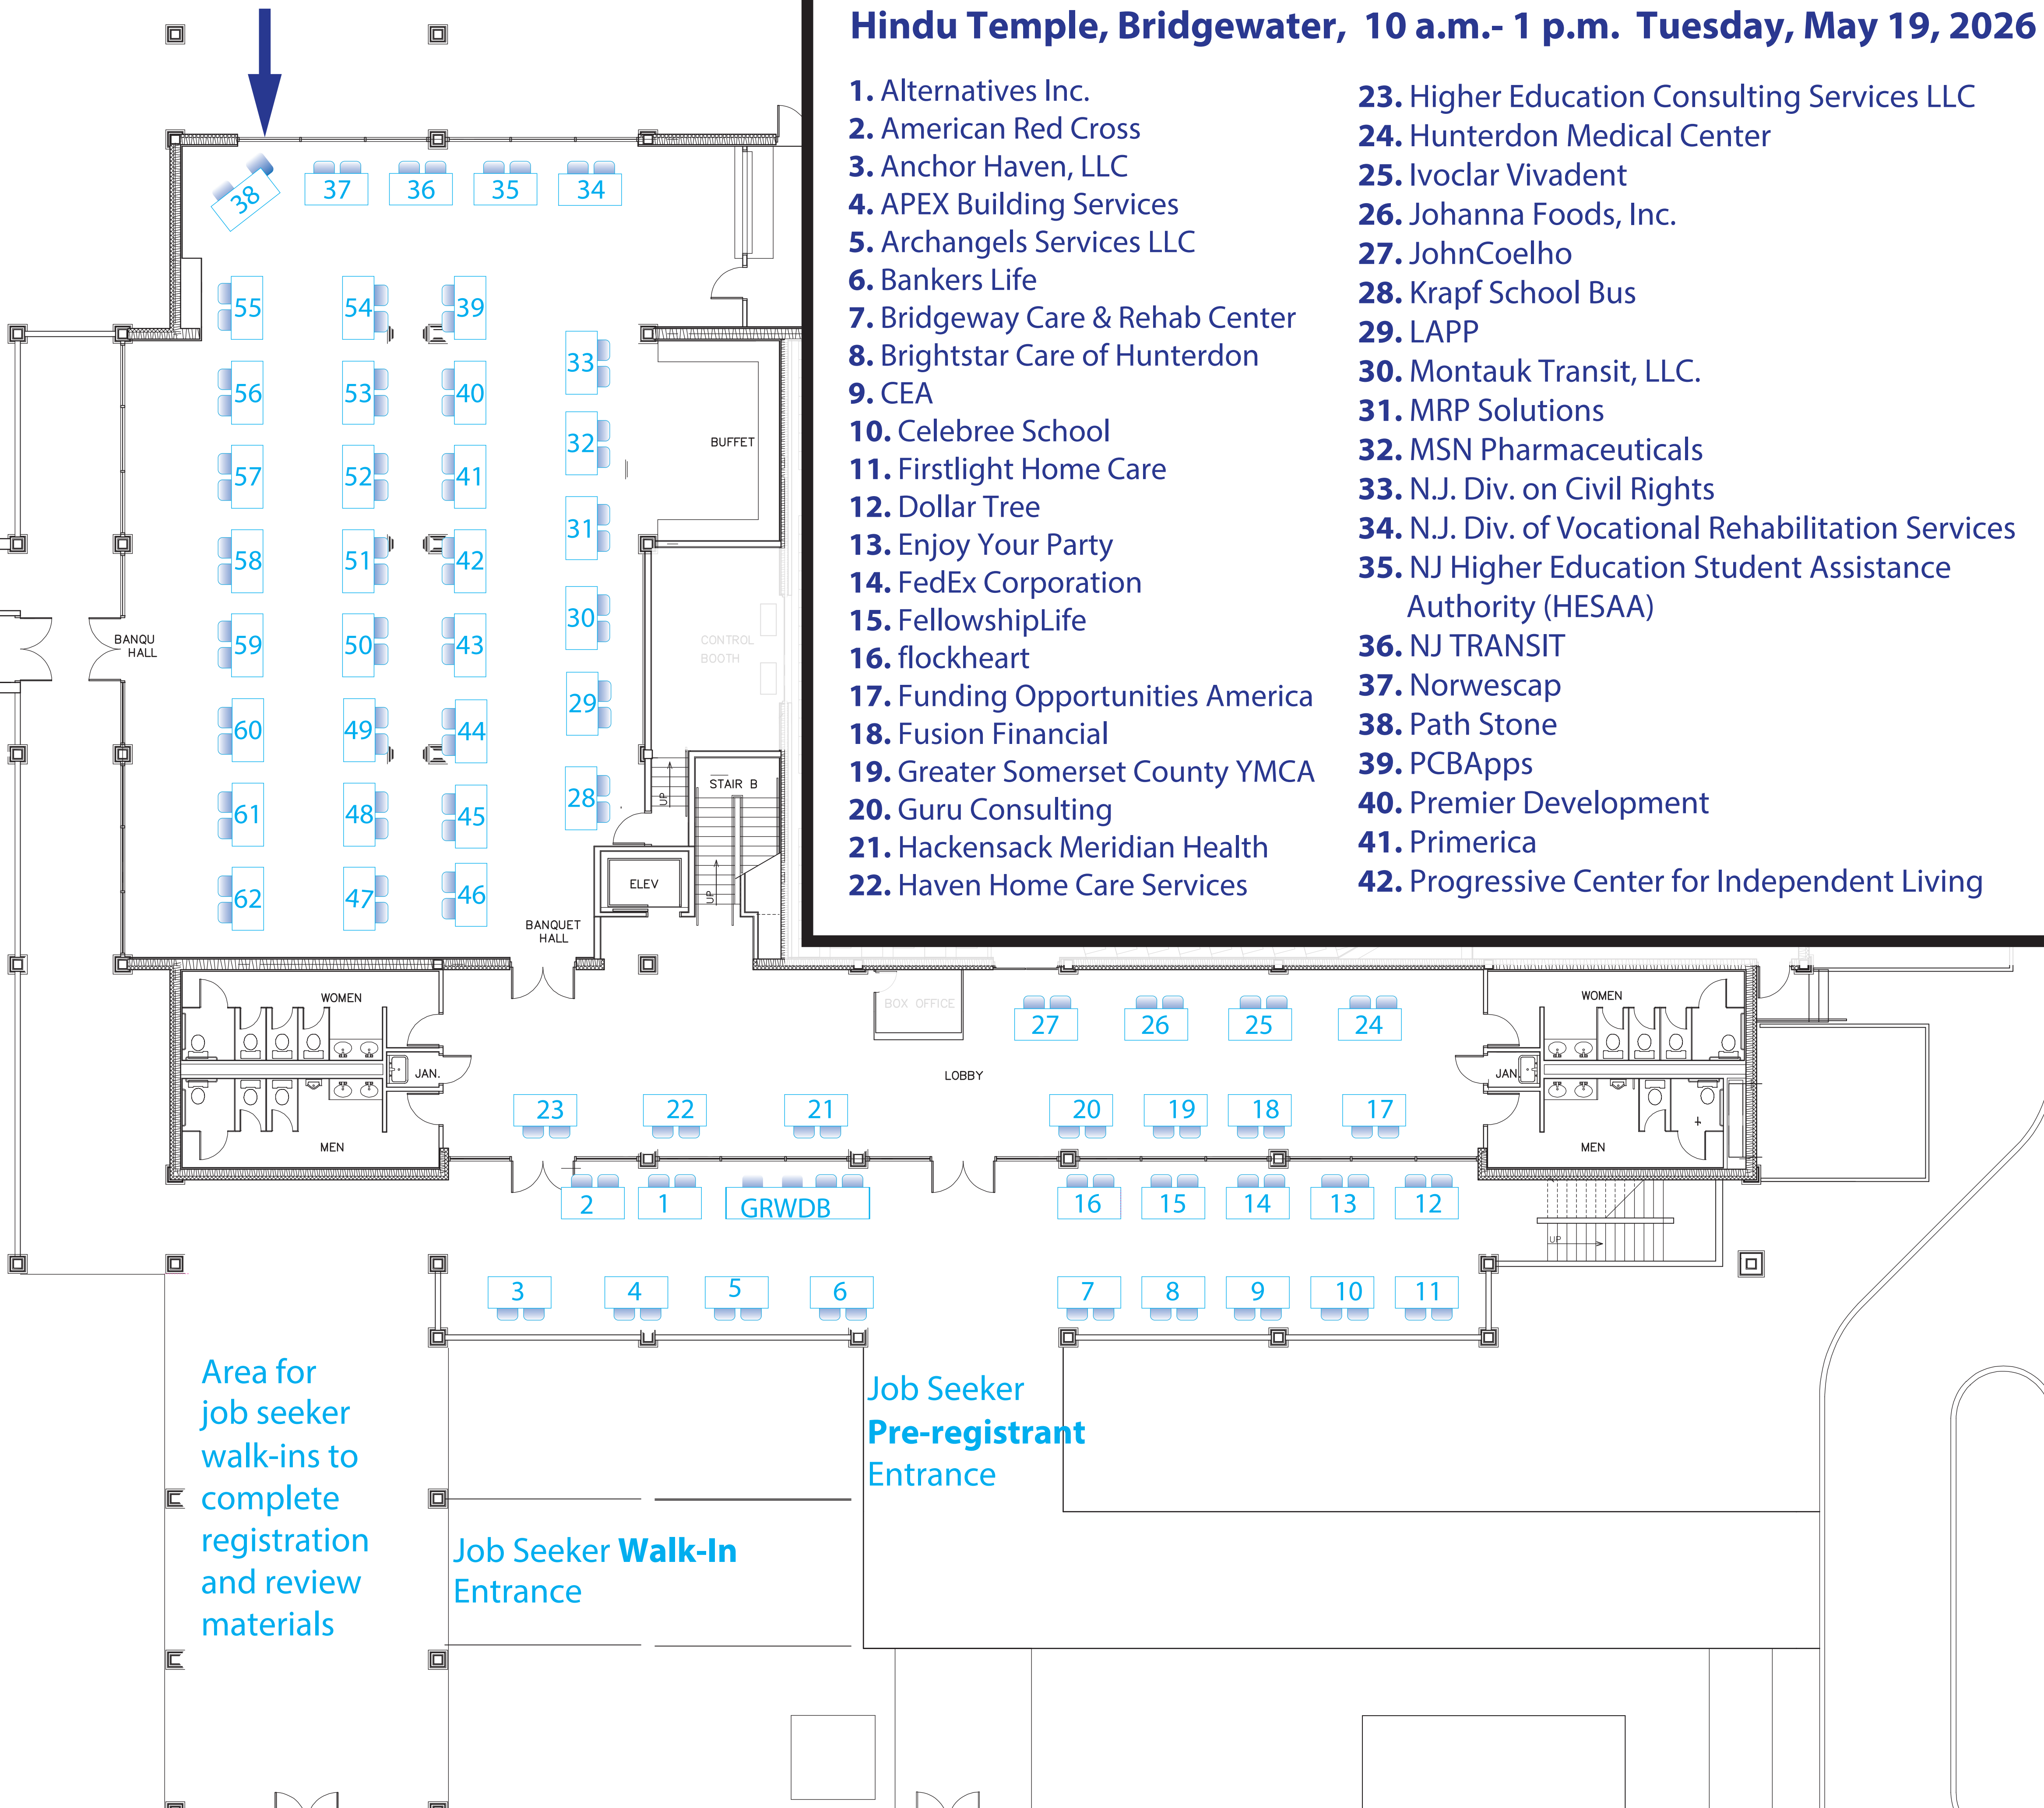 Hindu Temple, Bridgewater, 10 a.m.- 1 p.m. Tuesday, May 19, 2026
1. Alternatives Inc.
2. American Red Cross
3. Anchor Haven, LLC
4. APEX Building Services
5. Archangels Services LLC
6. Bankers Life
7. Bridgeway Care & Rehab Center
8. Brightstar Care of Hunterdon
9. CEA
10. Celebree School
11. Firstlight Home Care
12. Dollar Tree
13. Enjoy Your Party
14. FedEx Corporation
15. FellowshipLife
16. flockheart
17. Funding Opportunities America
18. Fusion Financial
19. Greater Somerset County YMCA
20. Guru Consulting
21. Hackensack Meridian Health
22. Haven Home Care Services
23. Higher Education Consulting Services LLC
24. Hunterdon Medical Center
25. Ivoclar Vivadent
26. Johanna Foods, Inc.
27. JohnCoelho
28. Krapf School Bus
29. LAPP
30. Montauk Transit, LLC.
31. MRP Solutions
32. MSN Pharmaceuticals
33. N.J. Div. on Civil Rights
34. N.J. Div. of Vocational Rehabilitation Services
35. NJ Higher Education Student Assistance
Authority (HESAA)
36. NJ TRANSIT
37. Norwescap
38. Path Stone
39. PCBApps
40. Premier Development
41. Primerica
42. Progressive Center for Independent Living
38 37 36 35 34
55 54 39
33
56 53 40
32
57 52 41
31
58 51 42
30
59 50 43
29
60 49 44
28
61 48 45
62 47 46
BUFFET
CONTROL
BOOTH
BANQU
HALL
STAIR B
UP
UP
ELEV
BANQUET
HALL
WOMEN
JAN.
MEN
BOX OFFICE
LOBBY
WOMEN
JAN.
MEN
UP
27 26 25 24
23 22 21 20 19 18 17
2 1 GRWDB 16 15 14 13 12
3 4 5 6 7 8 9 10 11
Area for
job seeker
walk-ins to
complete
registration
and review
materials
Job Seeker Walk-In
Entrance
Job Seeker
Pre-registrant
Entrance